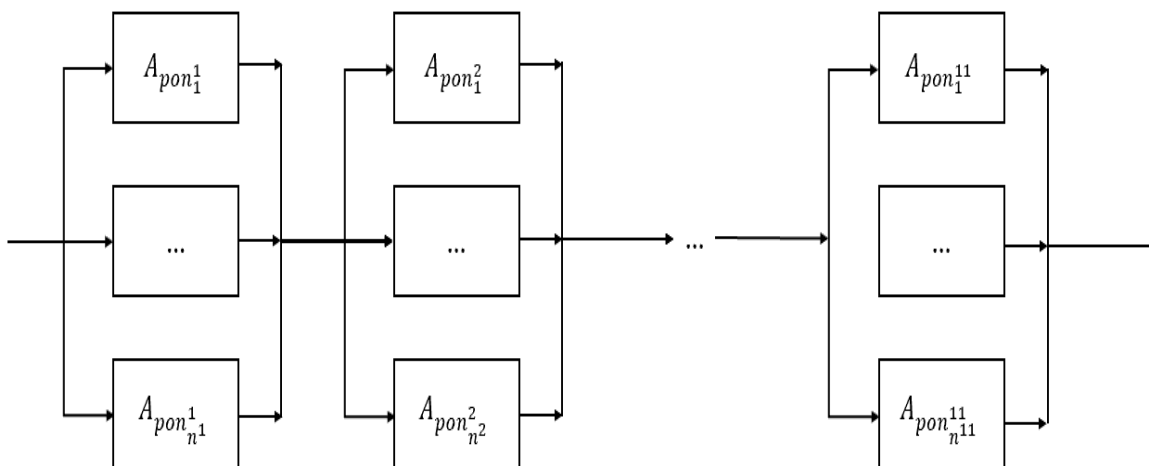 A_{pon_1^1} A_{pon_1^2} A_{pon_1^{11}}
... ... ... ...
A_{pon_{n^1}^1} A_{pon_{n^2}^2} A_{pon_{n^{11}}^{11}}